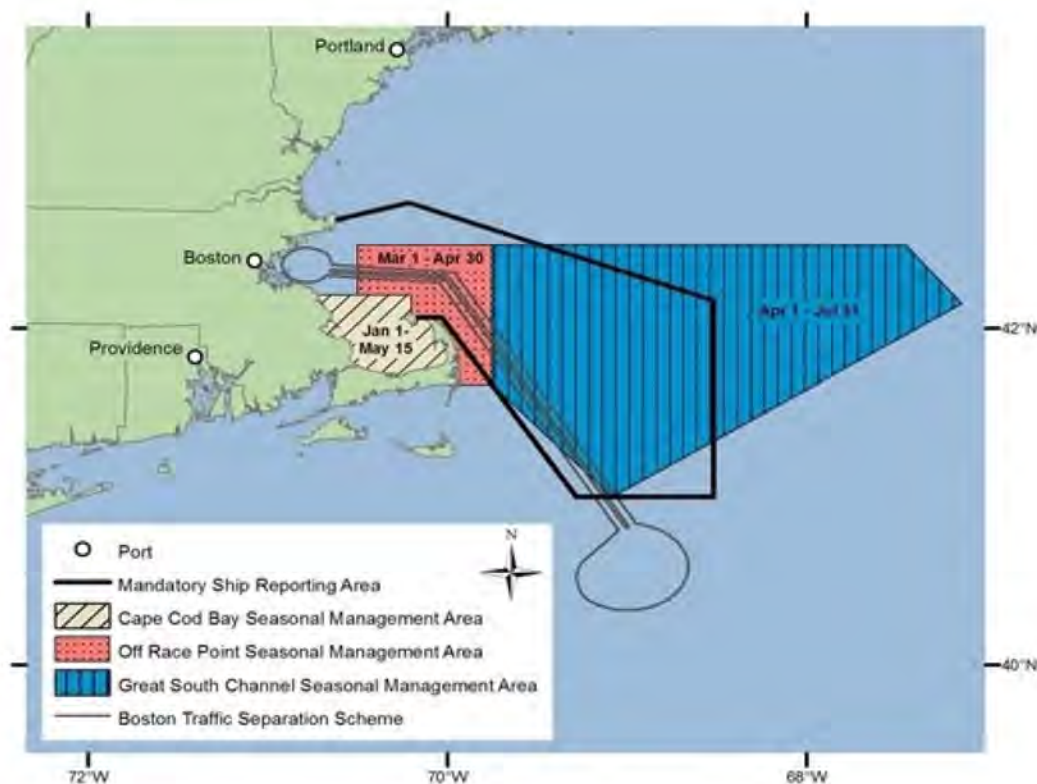 Portland
Boston
Mar 1 - Apr 30
Apr 1 - Jul 31
42°N
Jan 1-
May 15
Providence
N
Port
Mandatory Ship Reporting Area
Cape Cod Bay Seasonal Management Area
Off Race Point Seasonal Management Area
Great South Channel Seasonal Management Area
Boston Traffic Separation Scheme
40°N
72°W
70°W
68°W